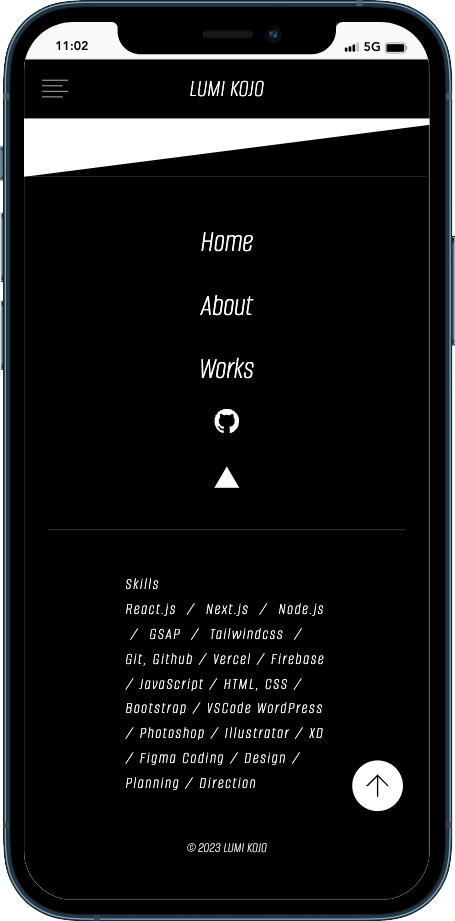 11:02 5G
LUMI KOJO
Home
About
Works
Skills
React.js / Next.js / Node.js
/ GSAP / Tailwindcss /
Git, Github / Vercel / Firebase
/ JavaScript / HTML, CSS /
Bootstrap / VSCode WordPress
/ Photoshop / Illustrator / XD
/ Figma Coding / Design /
Planning / Direction
© 2023 LUMI KOJO